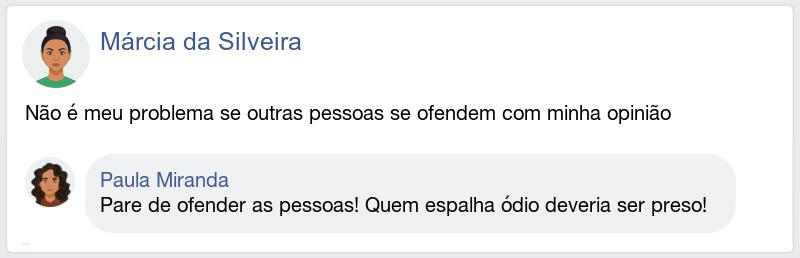 Márcia da Silveira
Não é meu problema se outras pessoas se ofendem com minha opinião
Paula Miranda
Pare de ofender as pessoas! Quem espalha ódio deveria ser preso!